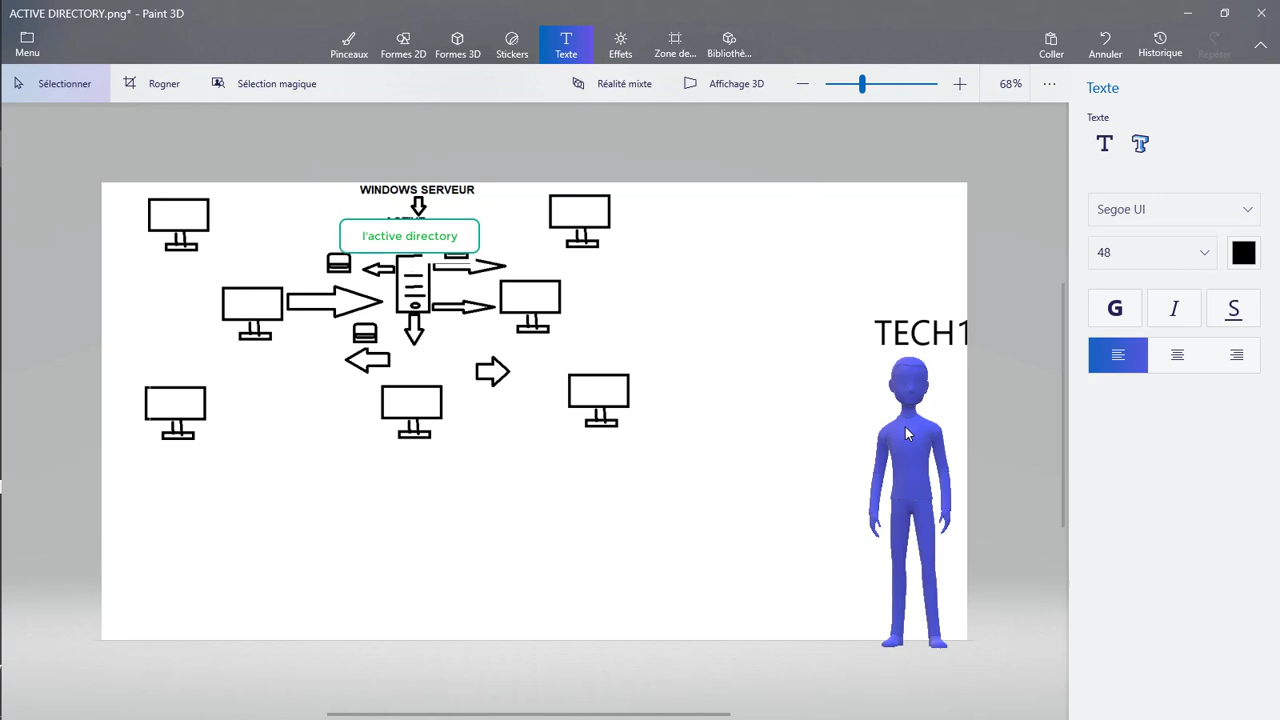 ACTIVE DIRECTORY.png* - Paint 3D
Menu
Pinceaux
Formes 2D
Formes 3D
Stickers
Texte
Effets
Zone de...
Bibliothè...
Coller
Annuler
Historique
Répéter
Sélectionner
Rogner
Sélection magique
Réalité mixte
Affichage 3D
68%
Texte
Texte
Segoe UI
48
G
I
S
WINDOWS SERVEUR
l'active directory
TECH1